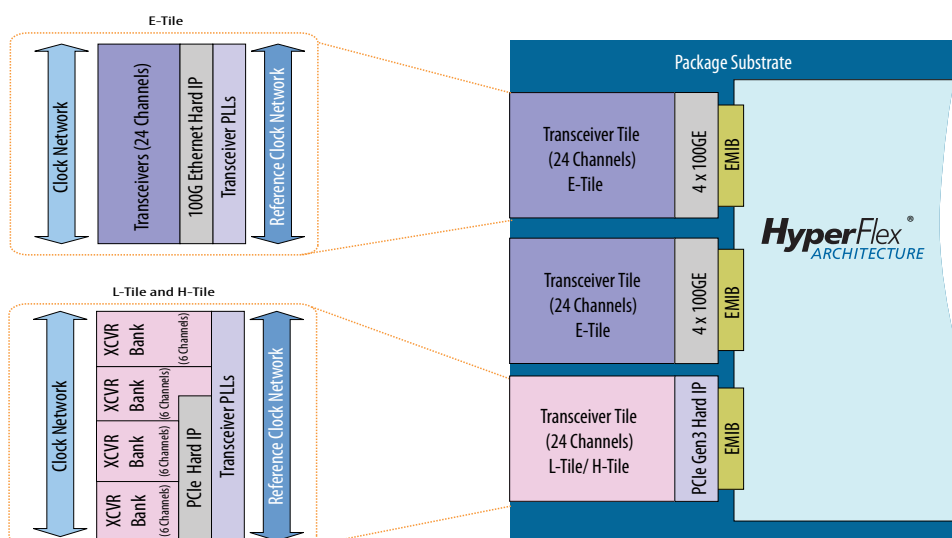 E-Tile
Clock Network
Transceivers (24 Channels)
100G Ethernet Hard IP
Transceiver PLLs
Reference Clock Network
L-Tile and H-Tile
Clock Network
XCVR
Bank
(6 Channels)
XCVR
Bank
(6 Channels)
XCVR
Bank
(6 Channels)
XCVR
Bank
(6 Channels)
PCIe Hard IP
Transceiver PLLs
Reference Clock Network
Package Substrate
Transceiver Tile
(24 Channels)
E-Tile
4 x 100GE
EMIB
Transceiver Tile
(24 Channels)
E-Tile
4 x 100GE
EMIB
Transceiver Tile
(24 Channels)
L-Tile/ H-Tile
PCIe Gen3 Hard IP
EMIB
HyperFlex®
ARCHITECTURE